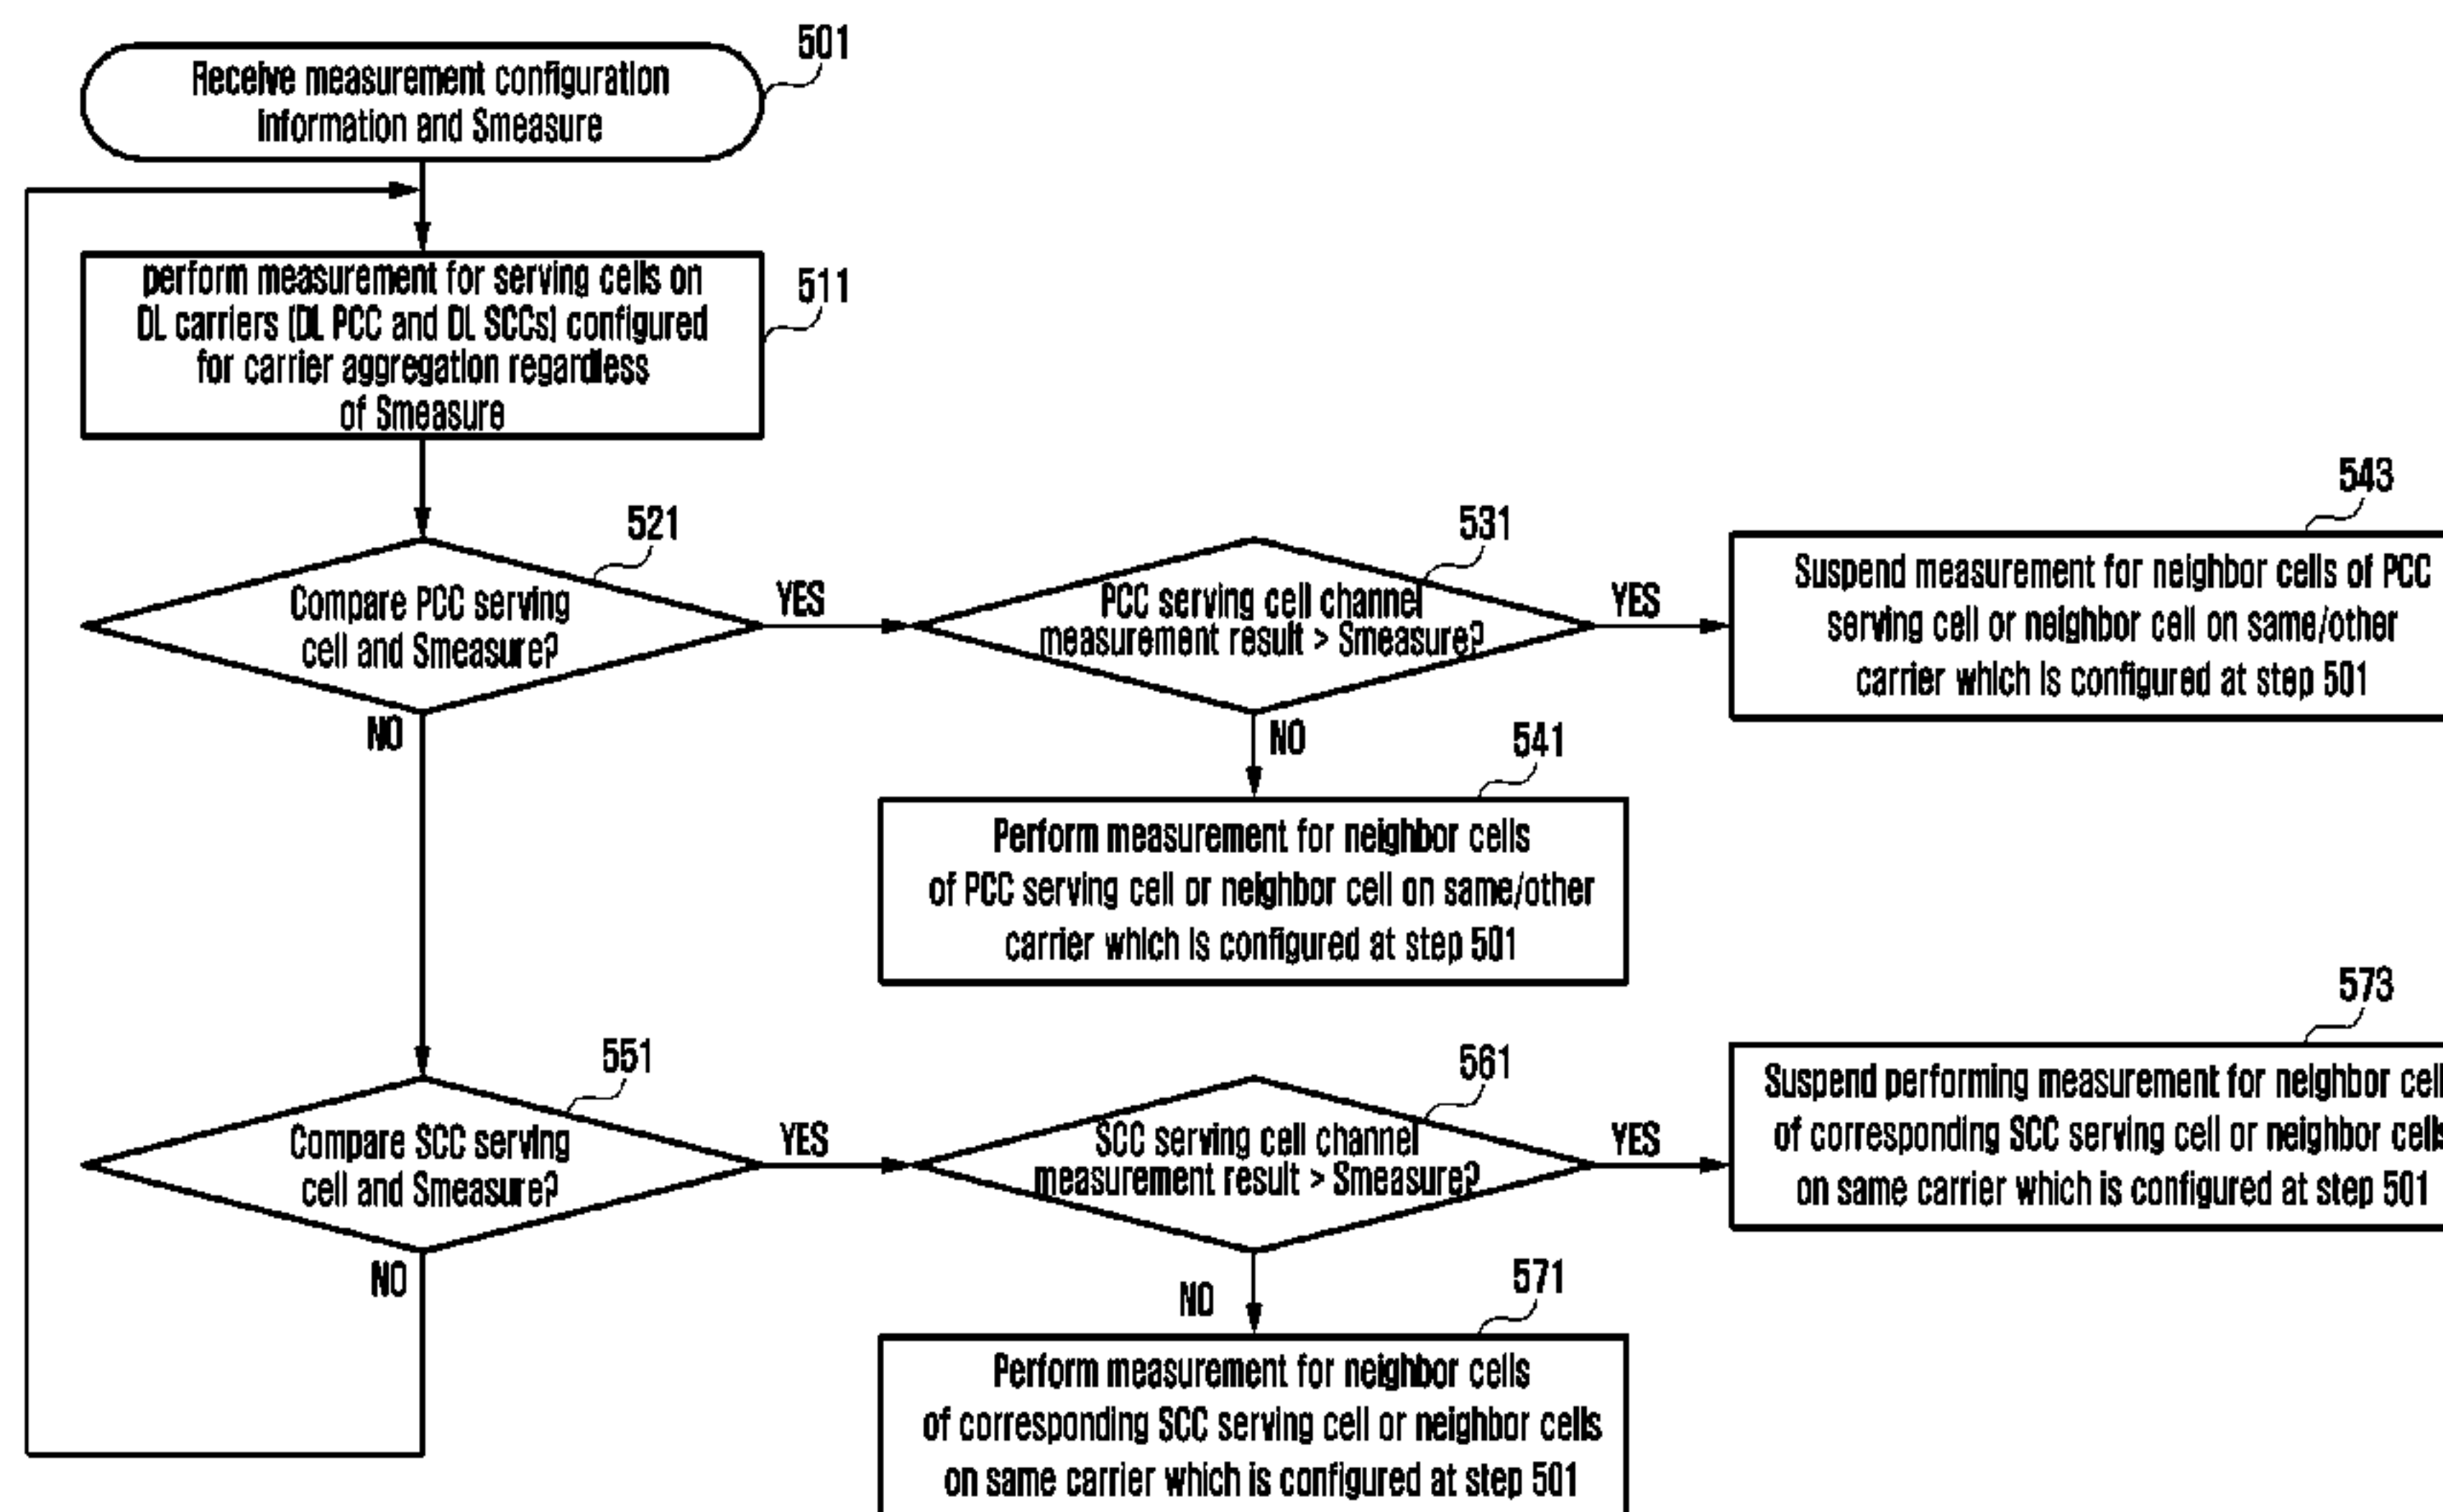 501
Receive measurement configuration
information and Smeasure
511
perform measurement for serving cells on
DL carriers (DL PCC and DL SCCs) configured
for carrier aggregation regardless
of Smeasure
521
Compare PCC serving
cell and Smeasure?
YES
NO
531
PCC serving cell channel
measurement result > Smeasure?
YES
NO
543
Suspend measurement for neighbor cells of PCC
serving cell or neighbor cell on same/other
carrier which is configured at step 501
541
Perform measurement for neighbor cells
of PCC serving cell or neighbor cell on same/other
carrier which is configured at step 501
551
Compare SCC serving
cell and Smeasure?
YES
NO
561
SCC serving cell channel
measurement result > Smeasure?
YES
NO
573
Suspend performing measurement for neighbor cell
of corresponding SCC serving cell or neighbor cells
on same carrier which is configured at step 501
571
Perform measurement for neighbor cells
of corresponding SCC serving cell or neighbor cells
on same carrier which is configured at step 501